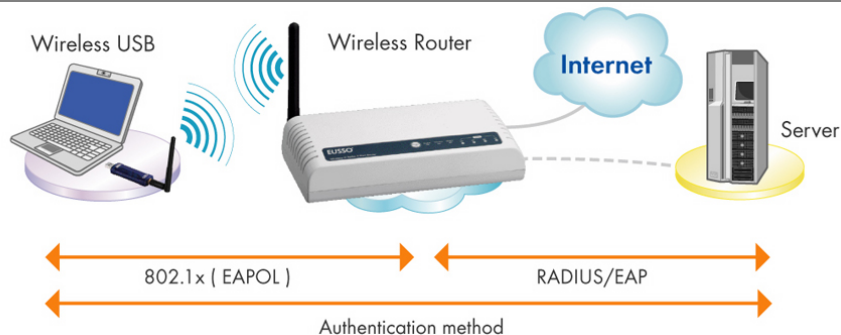 Wireless USB
Wireless Router
Internet
Server
EUSSO
802.1x ( EAPOL )
RADIUS/EAP
Authentication method